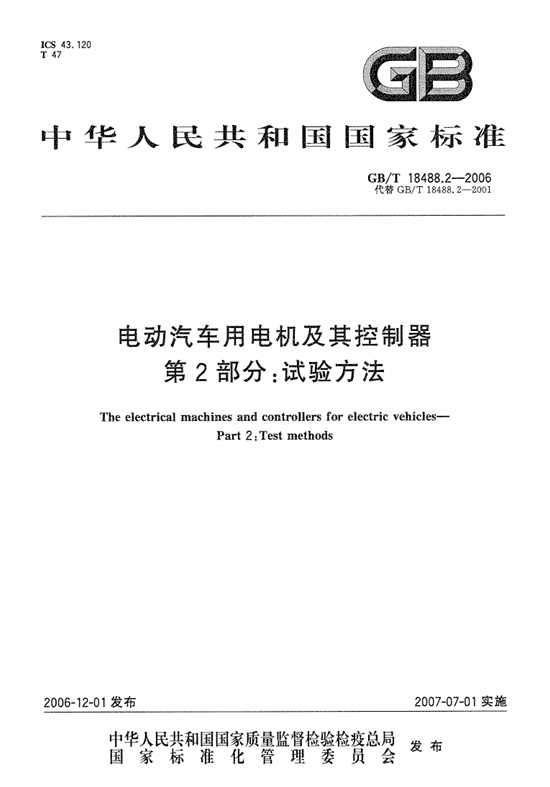 ICS 43.120
T 47
GB
中华人民共和国国家标准
GB/T 18488.2—2006
代替 GB/T 18488.2—2001
电动汽车用电机及其控制器
第2部分:试验方法
The electrical machines and controllers for electric vehicles—
Part 2:Test methods
2006-12-01 发布
2007-07-01 实施
中华人民共和国国家质量监督检验检疫总局
国家标准化管理委员会
发布